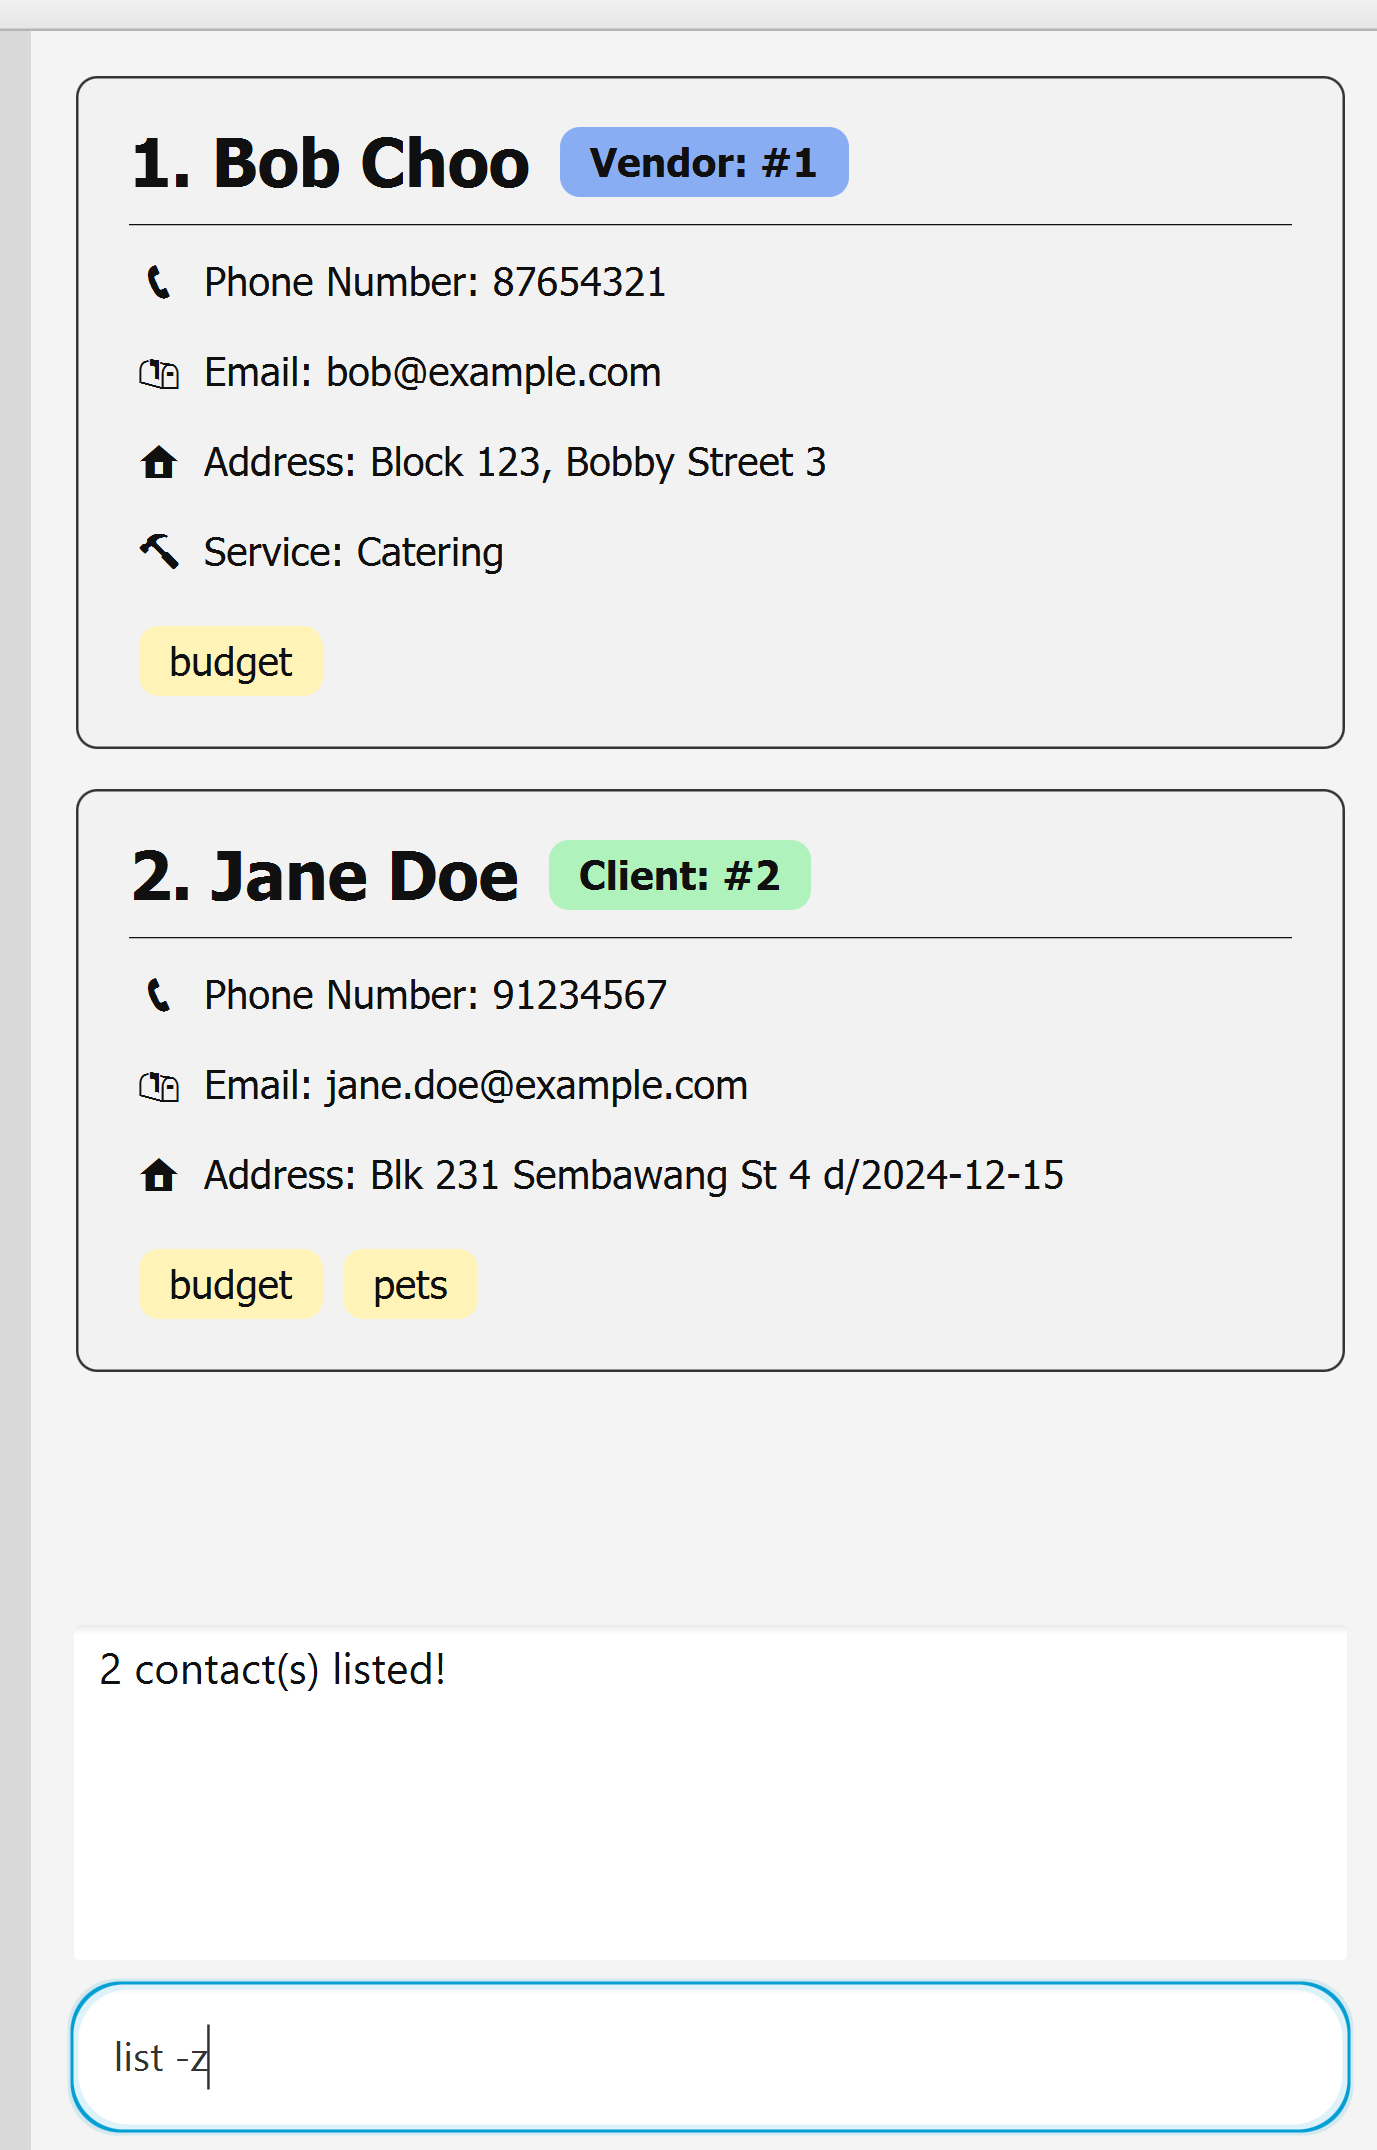 1. Bob Choo Vendor: #1
Phone Number: 87654321
Email: bob@example.com
Address: Block 123, Bobby Street 3
Service: Catering
budget
2. Jane Doe Client: #2
Phone Number: 91234567
Email: jane.doe@example.com
Address: Blk 231 Sembawang St 4 d/2024-12-15
budget pets
2 contact(s) listed!
list -z